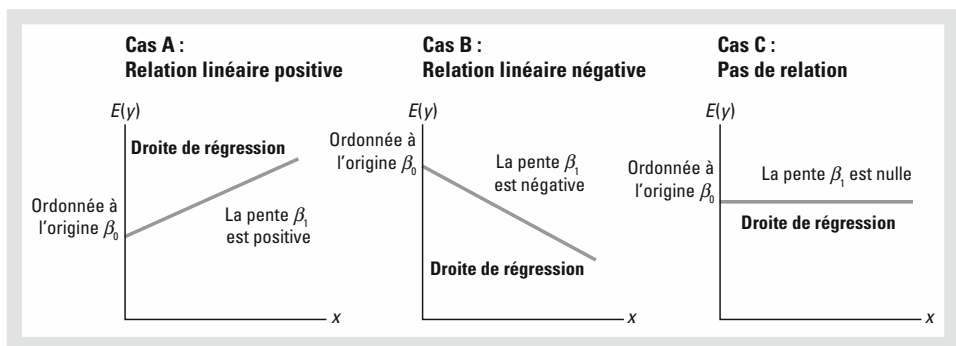 Cas A :
Relation linéaire positive
E(y)
Droite de régression
Ordonnée à
l'origine β₀
La pente β₁
est positive
x
Cas B :
Relation linéaire négative
E(y)
Ordonnée à
l'origine β₀
La pente β₁
est négative
Droite de régression
x
Cas C :
Pas de relation
E(y)
Ordonnée à
l'origine β₀
La pente β₁ est nulle
Droite de régression
x